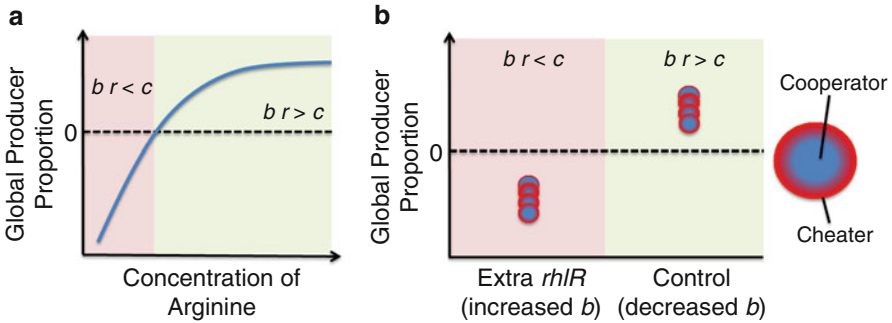 a
Global Producer
Proportion
0
b r < c
b r > c
Concentration of
Arginine
b
Global Producer
Proportion
0
b r < c
b r > c
Extra rhlR
(increased b)
Control
(decreased b)
Cooperator
Cheater